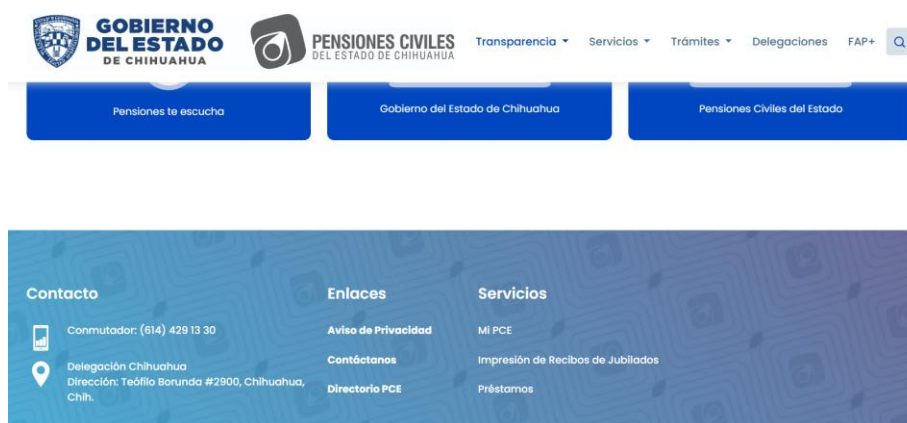 GOBIERNO
DEL ESTADO
DE CHIHUAHUA
PENSIONES CIVILES
DEL ESTADO DE CHIHUAHUA
Transparencia
Servicios
Trámites
Delegaciones
FAP+
Pensiones te escucha
Gobierno del Estado de Chihuahua
Pensiones Civiles del Estado
Contacto
Conmutador: (614) 429 13 30
Delegación Chihuahua
Dirección: Teófilo Borunda #2900, Chihuahua,
Chih.
Enlaces
Aviso de Privacidad
Contáctanos
Directorio PCE
Servicios
Mi PCE
Impresión de Recibos de Jubilados
Préstamos